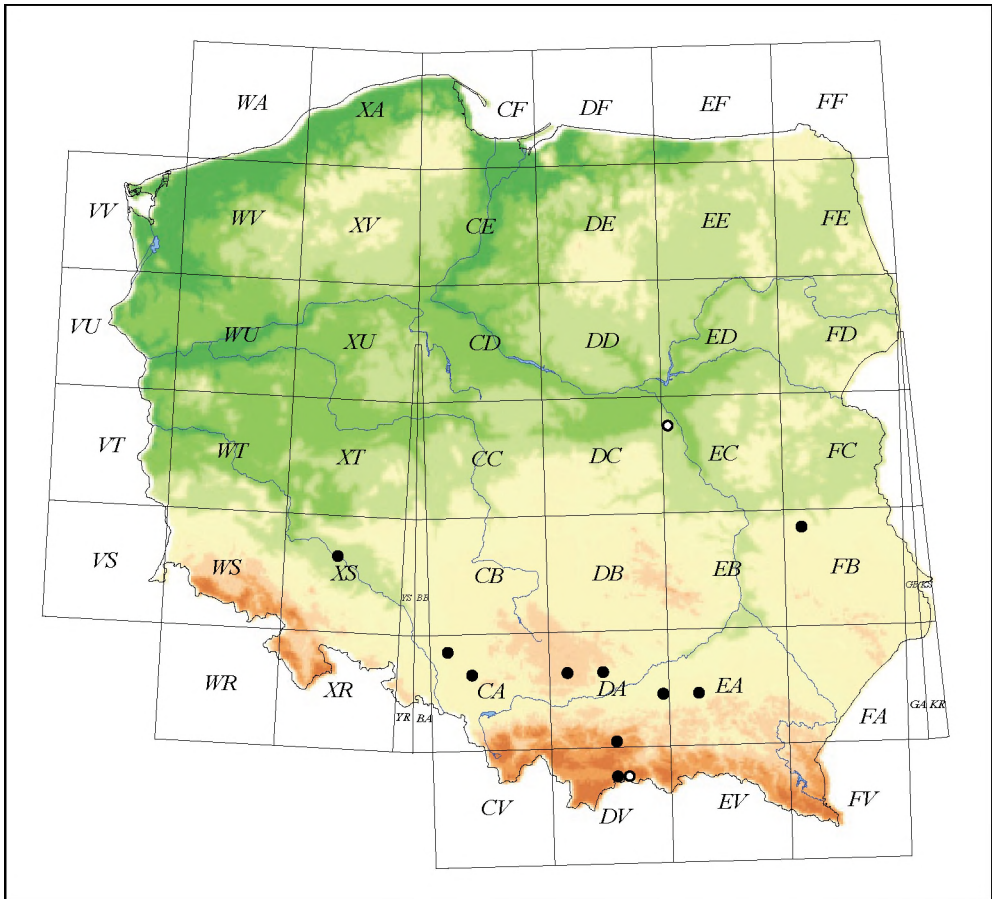 WA XA CF DF EF FF
VV WV XV CE DE EE FE
VU WU XU CD DD ED FD
VT WT XT CC DC EC FC
VS WS XS YS BB CB DB EB FB GB KS
WR XR YR BA CA DA EA FA GA KR
CV DV EV FV